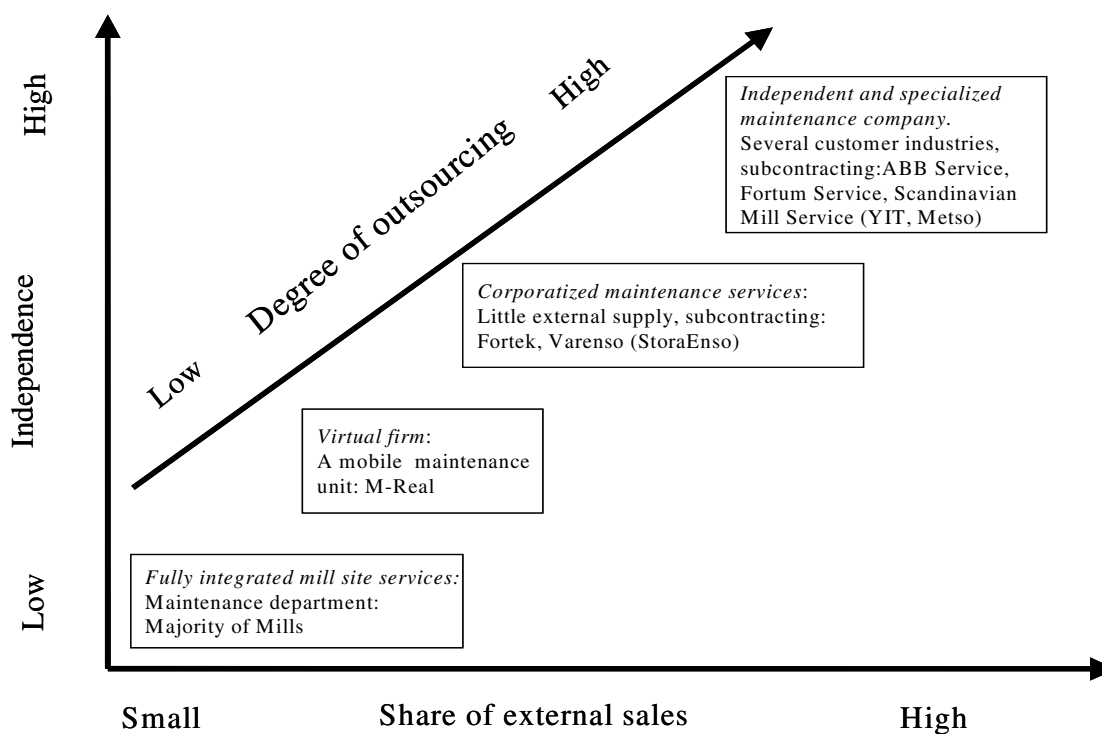 High
Independence
Low
Low
Degree of outsourcing
High
Independent and specialized
maintenance company.
Several customer industries,
subcontracting:ABB Service,
Fortum Service, Scandinavian
Mill Service (YIT, Metso)
Corporatized maintenance services:
Little external supply, subcontracting:
Fortek, Varenso (StoraEnso)
Virtual firm:
A mobile maintenance
unit: M-Real
Fully integrated mill site services:
Maintenance department:
Majority of Mills
Small
Share of external sales
High